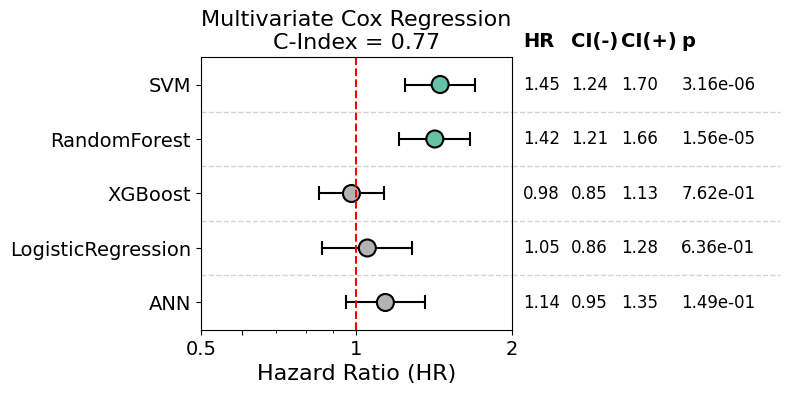 Multivariate Cox Regression
C-Index = 0.77
HR CI(-) CI(+) p
SVM 1.45 1.24 1.70 3.16e-06
RandomForest 1.42 1.21 1.66 1.56e-05
XGBoost 0.98 0.85 1.13 7.62e-01
LogisticRegression 1.05 0.86 1.28 6.36e-01
ANN 1.14 0.95 1.35 1.49e-01
0.5 1 2
Hazard Ratio (HR)